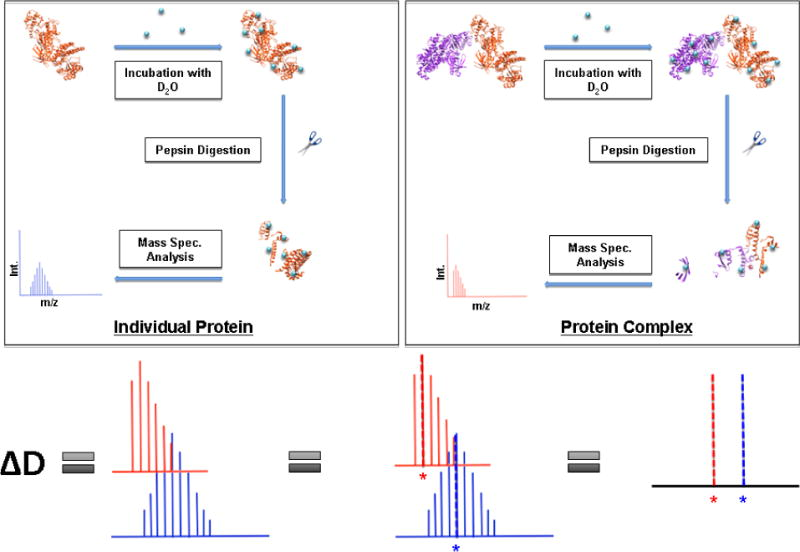 Incubation with
D₂O
Pepsin Digestion
Mass Spec.
Analysis
Int.
m/z
Individual Protein
Incubation with
D₂O
Pepsin Digestion
Mass Spec.
Analysis
Int.
m/z
Protein Complex
ΔD
* * * *